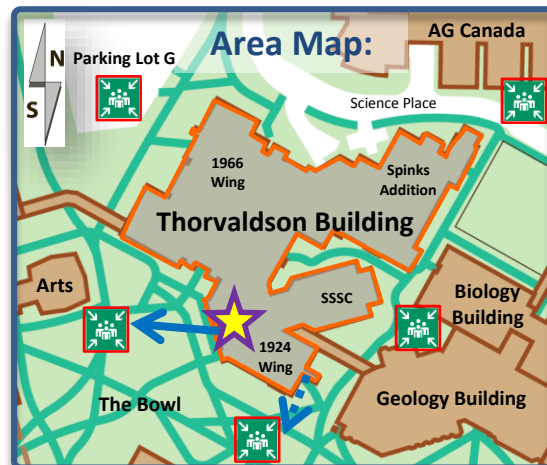 Area Map:
AG Canada
N
Parking Lot G
S
Science Place
1966
Wing
Spinks
Addition
Thorvaldson Building
Arts
SSSC
Biology
Building
1924
Wing
The Bowl
Geology Building